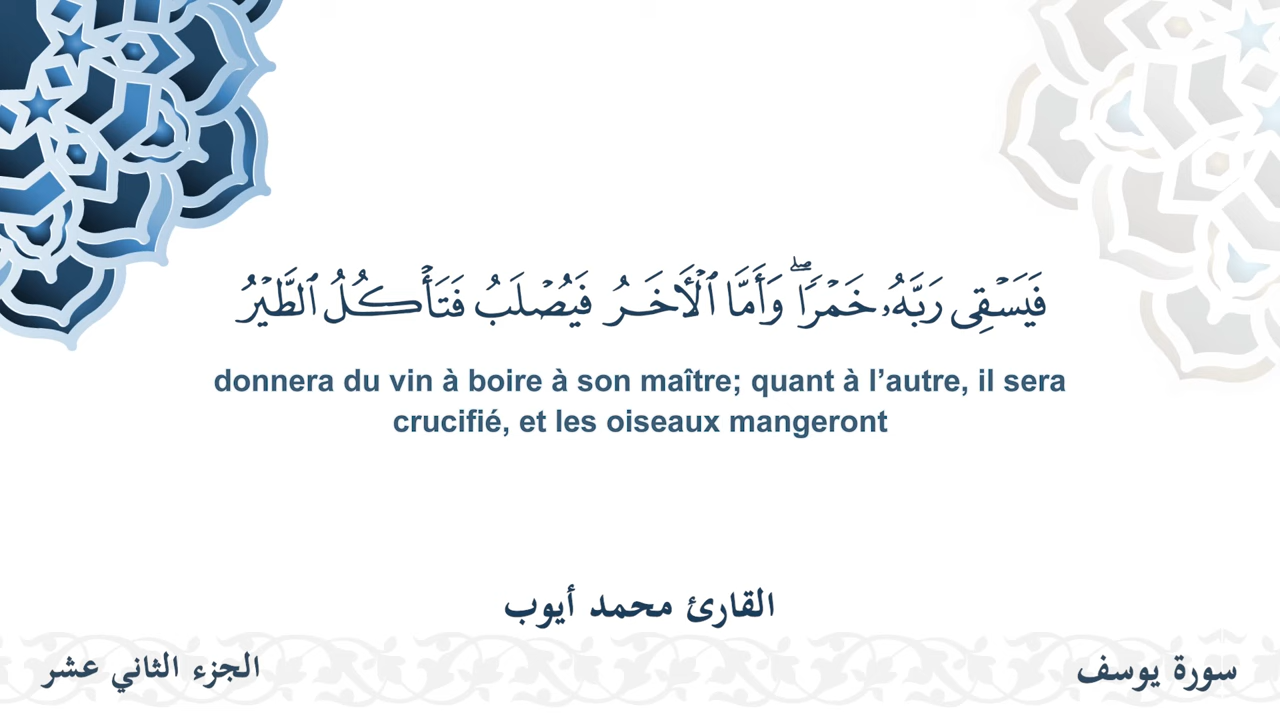 فَيَسۡقِي رَبَّهُۥ خَمۡرٗاۖ وَأَمَّا ٱلۡأٓخَرُ فَيُصۡلَبُ فَتَأۡكُلُ ٱلطَّيۡرُ
donnera du vin à boire à son maître; quant à l’autre, il sera
crucifié, et les oiseaux mangeront
القارئ محمد أيوب
سورة يوسف
الجزء الثاني عشر